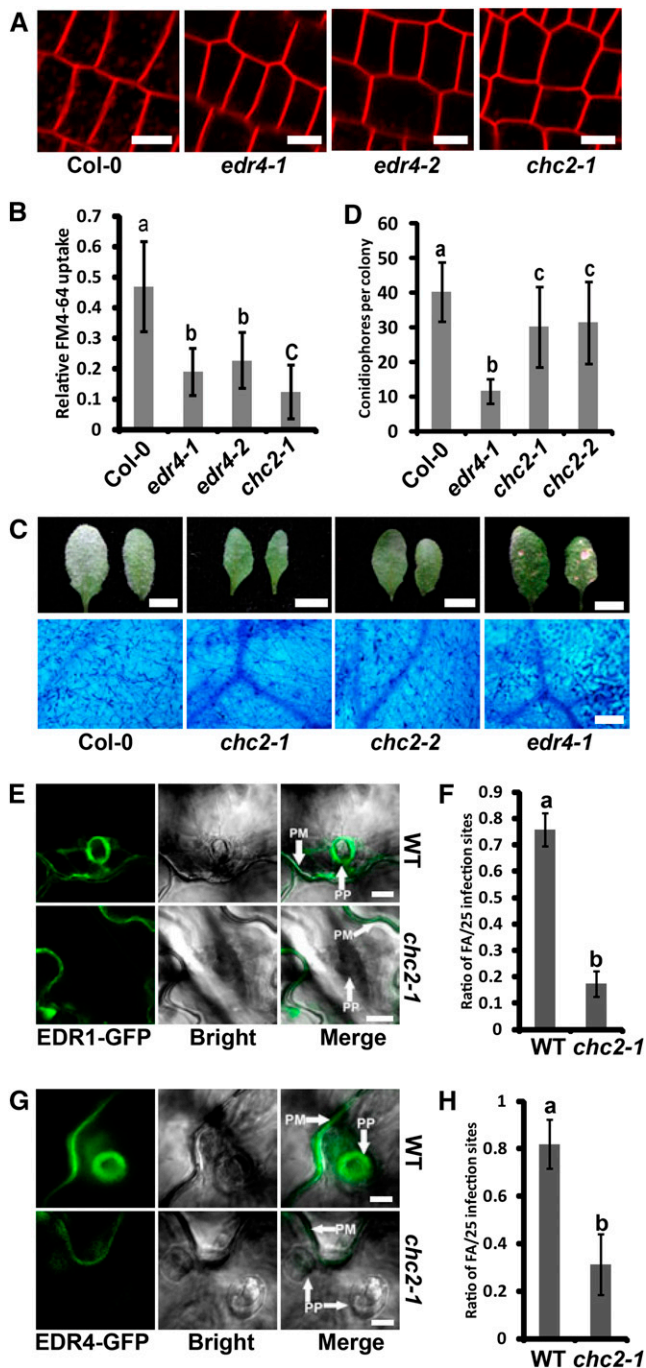 A
Col-0 edr4-1 edr4-2 chc2-1
B
Relative FM4-64 uptake
0.7
0.6
0.5
0.4
0.3
0.2
0.1
0
a
b
b
C
Col-0 edr4-1 edr4-2 chc2-1
D
Conidiophores per colony
60
50
40
30
20
10
0
a
b
c
c
Col-0 edr4-1 chc2-1 chc2-2
C
Col-0 chc2-1 chc2-2 edr4-1
E
PM
PP
WT
PM
PP
chc2-1
EDR1-GFP Bright Merge
F
Ratio of FA/25 infection sites
0.9
0.8
0.7
0.6
0.5
0.4
0.3
0.2
0.1
0
a
b
WT chc2-1
G
PM
PP
WT
PM
PP
chc2-1
EDR4-GFP Bright Merge
H
Ratio of FA/25 infection sites
1
0.8
0.6
0.4
0.2
0
a
b
WT chc2-1